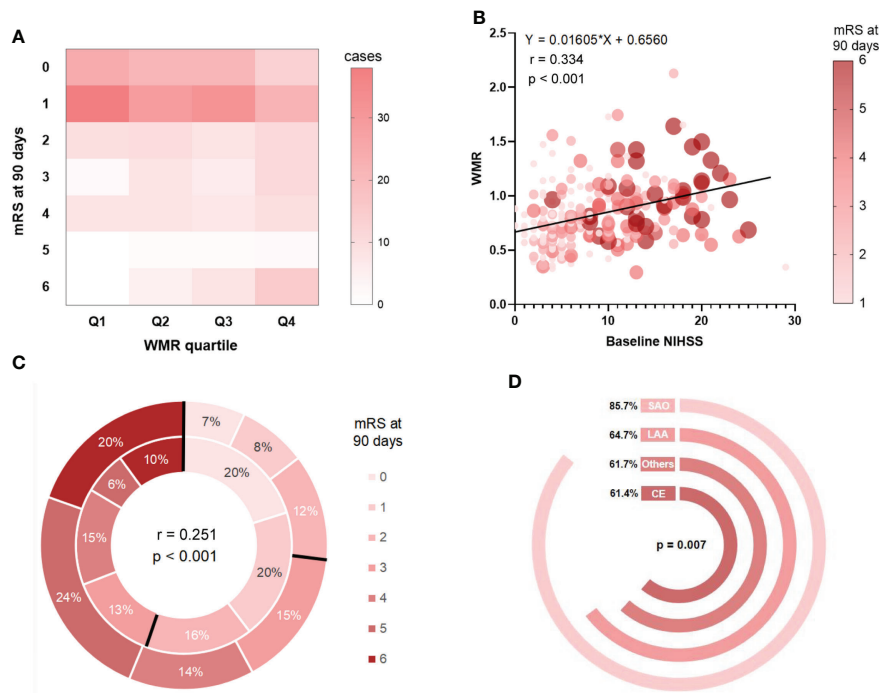 A
cases
0
1
2
3
4
5
6
mRS at 90 days
Q1 Q2 Q3 Q4
WMR quartile
30
20
10
0
B
Y = 0.01605*X + 0.6560
r = 0.334
p < 0.001
2.5
2.0
1.5
1.0
0.5
0.0
WMR
0 10 20 30
Baseline NIHSS
mRS at
90 days
6
5
4
3
2
1
C
7%
8%
12%
15%
14%
24%
20%
20%
20%
16%
13%
15%
6%
10%
r = 0.251
p < 0.001
mRS at
90 days
0
1
2
3
4
5
6
D
85.7% SAO
64.7% LAA
61.7% Others
61.4% CE
p = 0.007